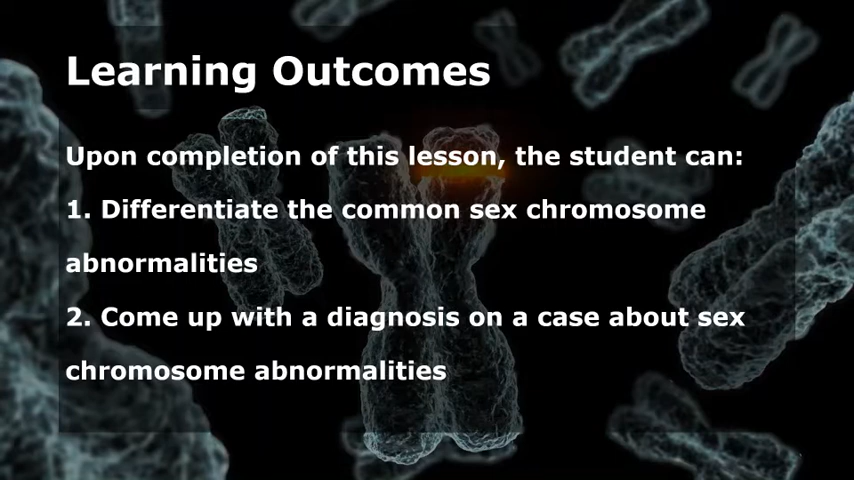 Learning Outcomes
Upon completion of this lesson, the student can:
1. Differentiate the common sex chromosome
abnormalities
2. Come up with a diagnosis on a case about sex
chromosome abnormalities